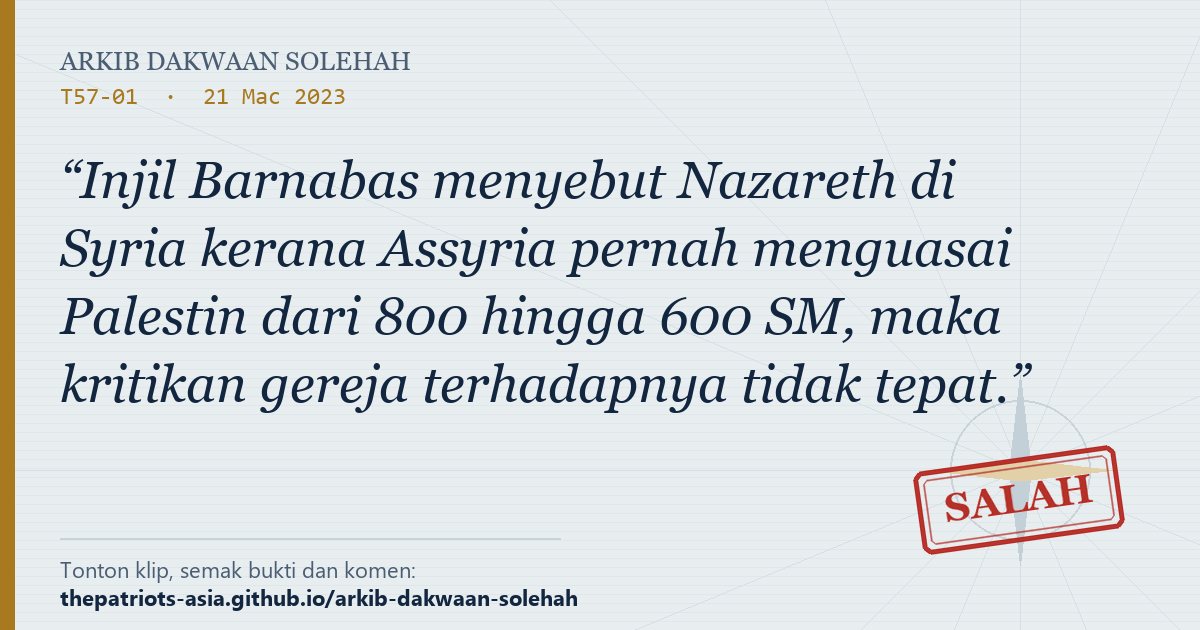 ARKIB DAKWAAN SOLEHAH
T57-01 · 21 Mac 2023
“Injil Barnabas menyebut Nazareth di
Syria kerana Assyria pernah menguasai
Palestin dari 800 hingga 600 SM, maka
kritikan gereja terhadapnya tidak tepat.”
SALAH
Tonton klip, semak bukti dan komen:
thepatriots-asia.github.io/arkib-dakwaan-solehah